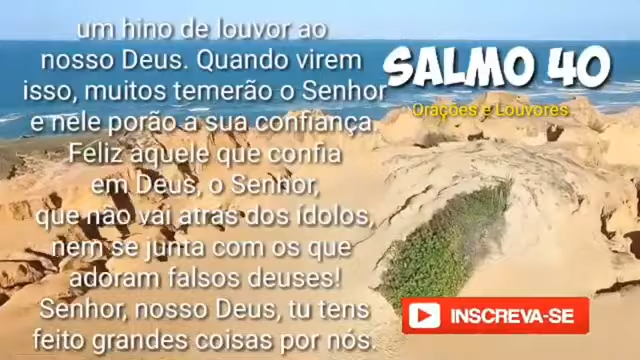 um hino de louvor ao
nosso Deus. Quando virem
isso, muitos temerão o Senhor
e nele porão a sua confiança.
Feliz aquele que confia
em Deus, o Senhor,
que não vai atras dos ídolos,
nem se junta com os que
adoram falsos deuses!
Senhor, nosso Deus, tu tens
feito grandes coisas por nós.
SALMO 40
Orações e Louvores
INSCREVA-SE